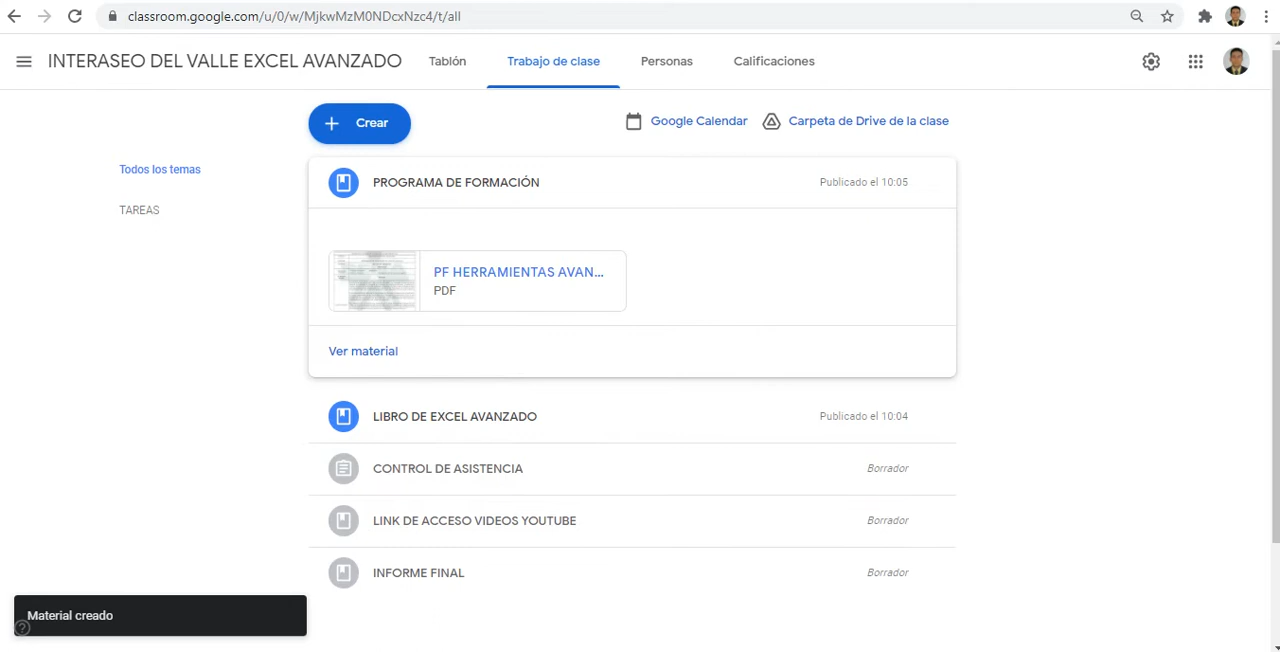 classroom.google.com/u/0/w/MjkwMzM0NDcxNzc4/t/all
INTERASEO DEL VALLE EXCEL AVANZADO
Tablón
Trabajo de clase
Personas
Calificaciones
Crear
Google Calendar
Carpeta de Drive de la clase
Todos los temas
TAREAS
PROGRAMA DE FORMACIÓN
Publicado el 10:05
PF HERRAMIENTAS AVAN...
PDF
Ver material
LIBRO DE EXCEL AVANZADO
Publicado el 10:04
CONTROL DE ASISTENCIA
Borrador
LINK DE ACCESO VIDEOS YOUTUBE
Borrador
INFORME FINAL
Borrador
Material creado